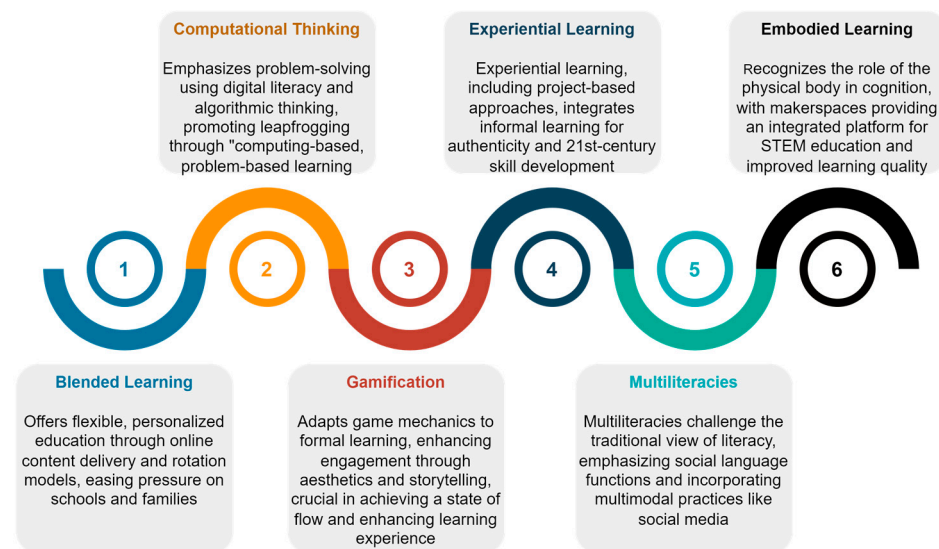 Computational Thinking
Emphasizes problem-solving
using digital literacy and
algorithmic thinking,
promoting leapfrogging
through "computing-based,
problem-based learning
Experiential Learning
Experiential learning,
including project-based
approaches, integrates
informal learning for
authenticity and 21st-century
skill development
Embodied Learning
Recognizes the role of the
physical body in cognition,
with makerspaces providing
an integrated platform for
STEM education and
improved learning quality
1
2
3
4
5
6
Blended Learning
Offers flexible, personalized
education through online
content delivery and rotation
models, easing pressure on
schools and families
Gamification
Adapts game mechanics to
formal learning, enhancing
engagement through
aesthetics and storytelling,
crucial in achieving a state of
flow and enhancing learning
experience
Multiliteracies
Multiliteracies challenge the
traditional view of literacy,
emphasizing social language
functions and incorporating
multimodal practices like
social media